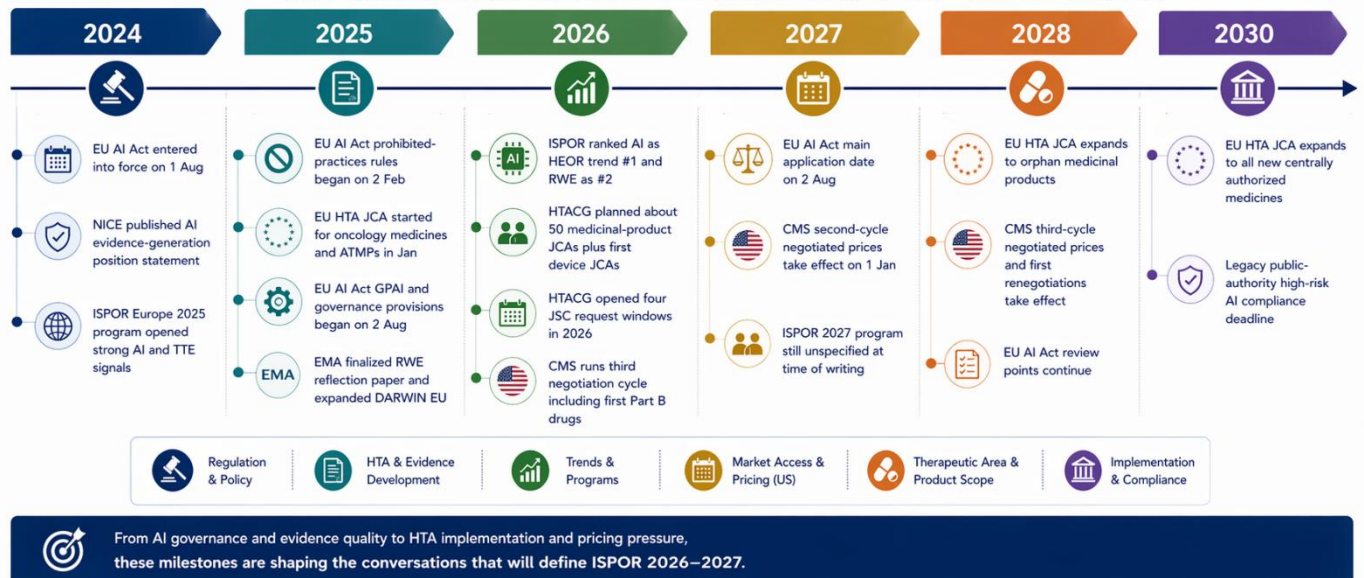 2024
2025
2026
2027
2028
2030
EU AI Act entered
into force on 1 Aug
NICE published AI
evidence-generation
position statement
ISPOR Europe 2025
program opened
strong AI and TTE
signals
EU AI Act prohibited-
practices rules
began on 2 Feb
EU HTA JCA started
for oncology medicines
and ATMPs in Jan
EU AI Act GPAI and
governance provisions
began on 2 Aug
EMA
EMA finalized RWE
reflection paper and
expanded DARWIN EU
AI
ISPOR ranked AI as
HEOR trend #1 and
RWE as #2
HTACG planned about
50 medicinal-product
JCAs plus first
device JCAs
HTACG opened four
JSC request windows
in 2026
CMS runs third
negotiation cycle
including first Part B
drugs
EU AI Act main
application date
on 2 Aug
CMS second-cycle
negotiated prices
take effect on 1 Jan
ISPOR 2027 program
still unspecified at
time of writing
EU HTA JCA expands
to orphan medicinal
products
CMS third-cycle
negotiated prices
and first
renegotiations
take effect
EU AI Act review
points continue
EU HTA JCA expands
to all new centrally
authorized
medicines
Legacy public-
authority high-risk
AI compliance
deadline
Regulation
& Policy
HTA & Evidence
Development
Trends &
Programs
Market Access &
Pricing (US)
Therapeutic Area &
Product Scope
Implementation
& Compliance
From AI governance and evidence quality to HTA implementation and pricing pressure,
these milestones are shaping the conversations that will define ISPOR 2026–2027.